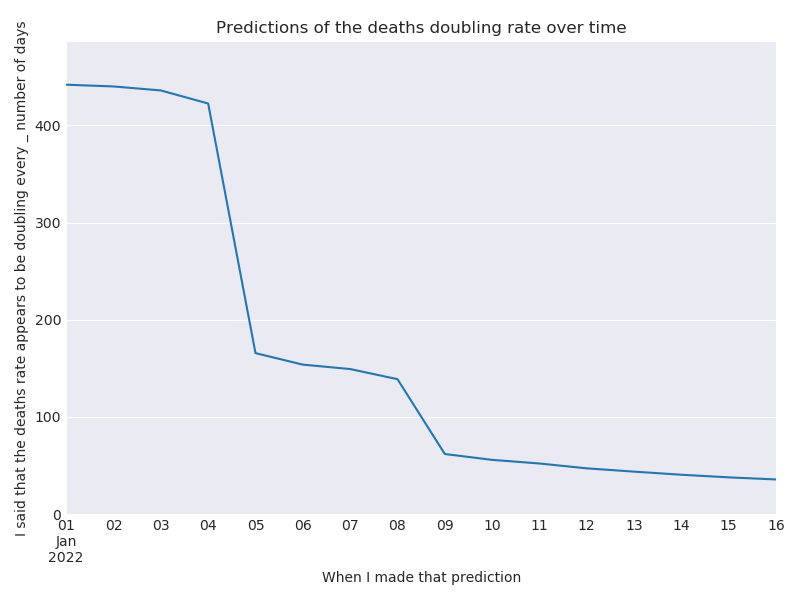 Predictions of the deaths doubling rate over time
I said that the deaths rate appears to be doubling every _ number of days
400
300
200
100
0
01 02 03 04 05 06 07 08 09 10 11 12 13 14 15 16
Jan
2022
When I made that prediction